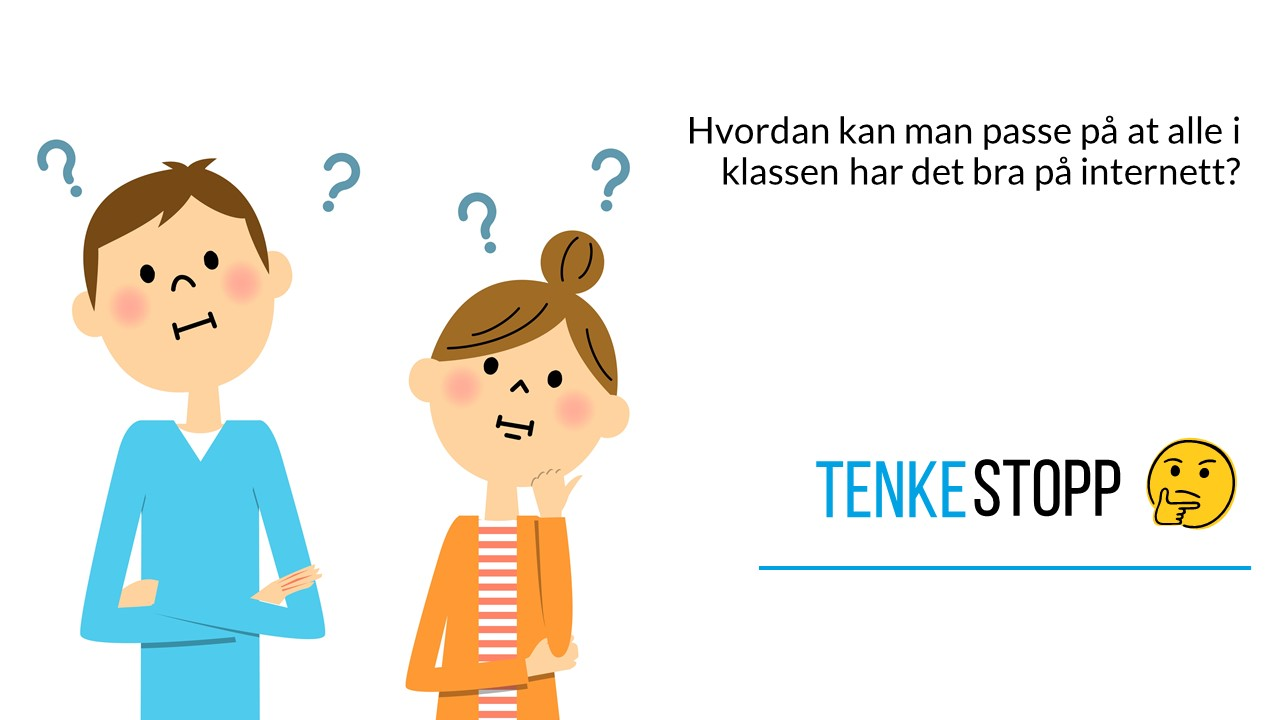 Hvordan kan man passe på at alle i
klassen har det bra på internett?
TENKESTOPP